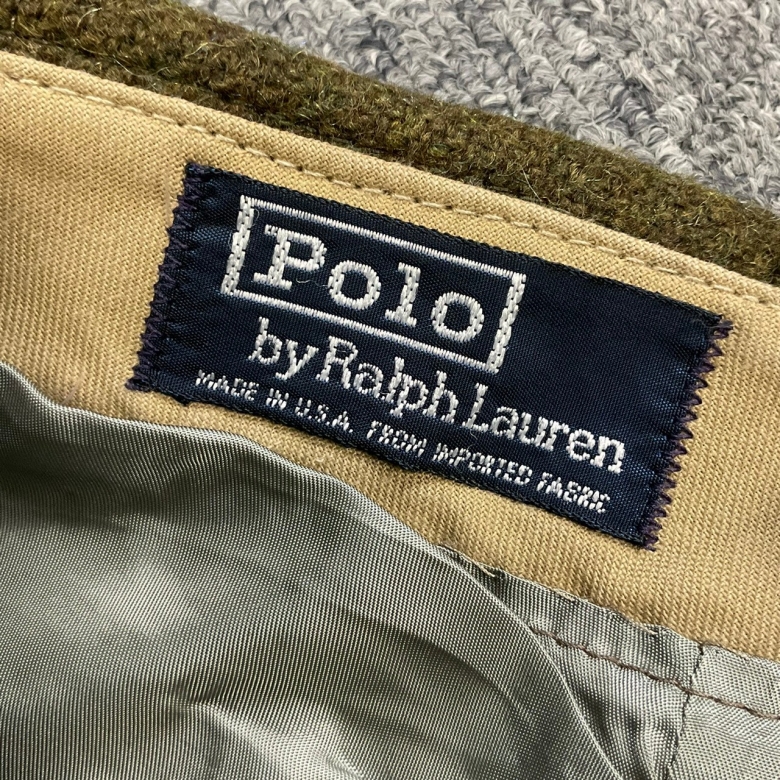 Polo
by Ralph Lauren
MADE IN U.S.A. FROM IMPORTED FABRIC